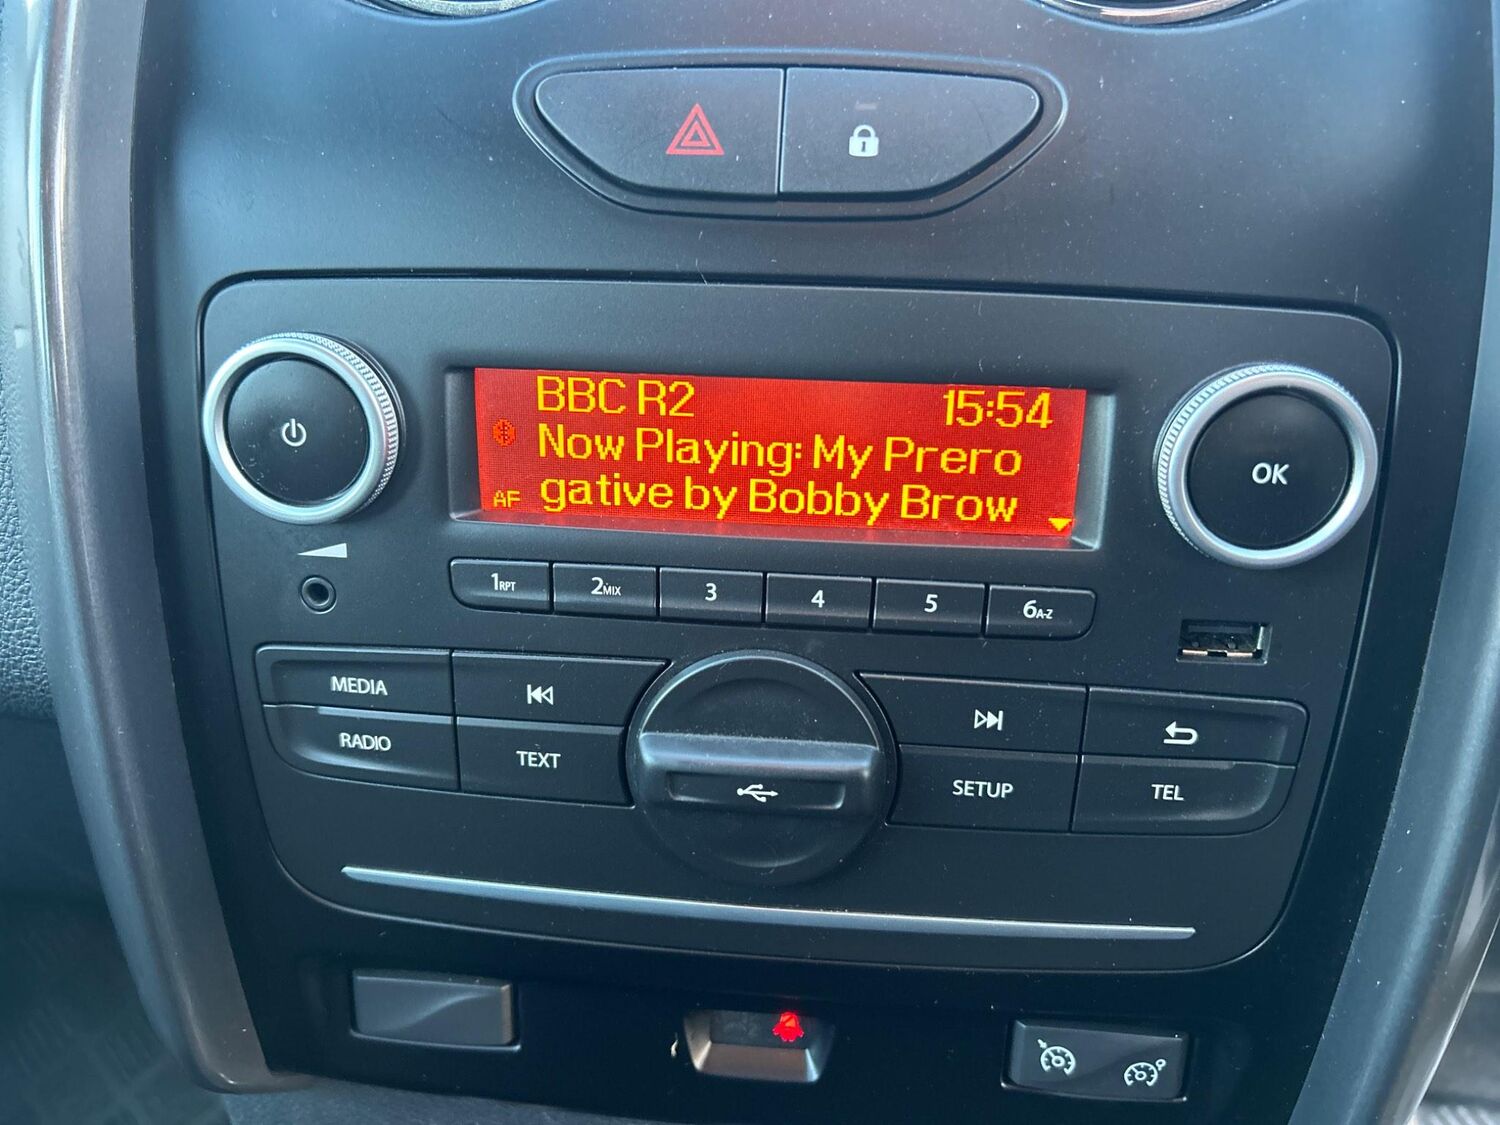 BBC R2 15:54
Now Playing: My Prero
AF gative by Bobby Brow
1RPT 2MIX 3 4 5 6A-Z
OK
MEDIA
RADIO
TEXT
SETUP
TEL